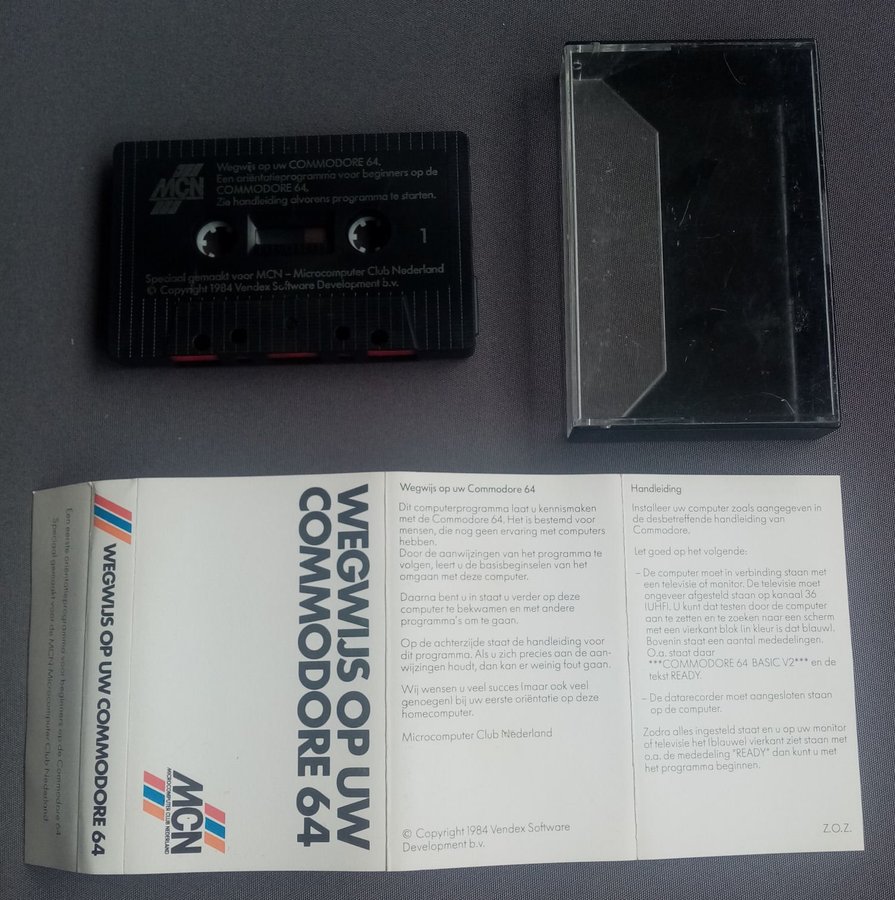 MCN
Wegwijs op uw COMMODORE 64.
Een oriëntatieprogramma voor beginners op de
COMMODORE 64.
Zie handleiding alvorens programma te starten.
1
Speciaal gemaakt voor MCN – Microcomputer Club Nederland
© Copyright 1984 Vendex Software Development b.v.
Een eerste oriëntatieprogramma voor beginners op de Commodore 64.
Speciaal gemaakt voor de MCN Microcomputer Club Nederland.
WEGWIJS OP UW COMMODORE 64
WEGWIJS OP UW
COMMODORE 64
MCN
MICROCOMPUTER CLUB NEDERLAND
Wegwijs op uw Commodore 64
Dit computerprogramma laat u kennismaken
met de Commodore 64. Het is bestemd voor
mensen, die nog geen ervaring met computers
hebben.
Door de aanwijzingen van het programma te
volgen, leert u de basisbeginselen van het
omgaan met deze computer.
Daarna bent u in staat u verder op deze
computer te bekwamen en met andere
programma's om te gaan.
Op de achterzijde staat de handleiding voor
dit programma. Als u zich precies aan de aan-
wijzingen houdt, dan kan er weinig fout gaan.
Wij wensen u veel succes (maar ook veel
genoegen) bij uw eerste oriëntatie op deze
homecomputer.
Microcomputer Club Nederland
© Copyright 1984 Vendex Software
Development b.v.
Handleiding
Installeer uw computer zoals aangegeven in
de desbetreffende handleiding van
Commodore.
Let goed op het volgende:
– De computer moet in verbinding staan met
een televisie of monitor. De televisie moet
ongeveer afgesteld staan op kanaal 36
(UHF). U kunt dat testen door de computer
aan te zetten en te zoeken naar een scherm
met een vierkant blok (in kleur is dat blauw).
Bovenin staat een aantal mededelingen.
O.a. staat daar
***COMMODORE 64 BASIC V2*** en de
tekst READY.
– De datarecorder moet aangesloten staan
op de computer.
Zodra alles ingesteld staat en u op uw monitor
of televisie het (blauwe) vierkant ziet staan met
o.a. de mededeling "READY" dan kunt u met
het programma beginnen.
Z.O.Z.